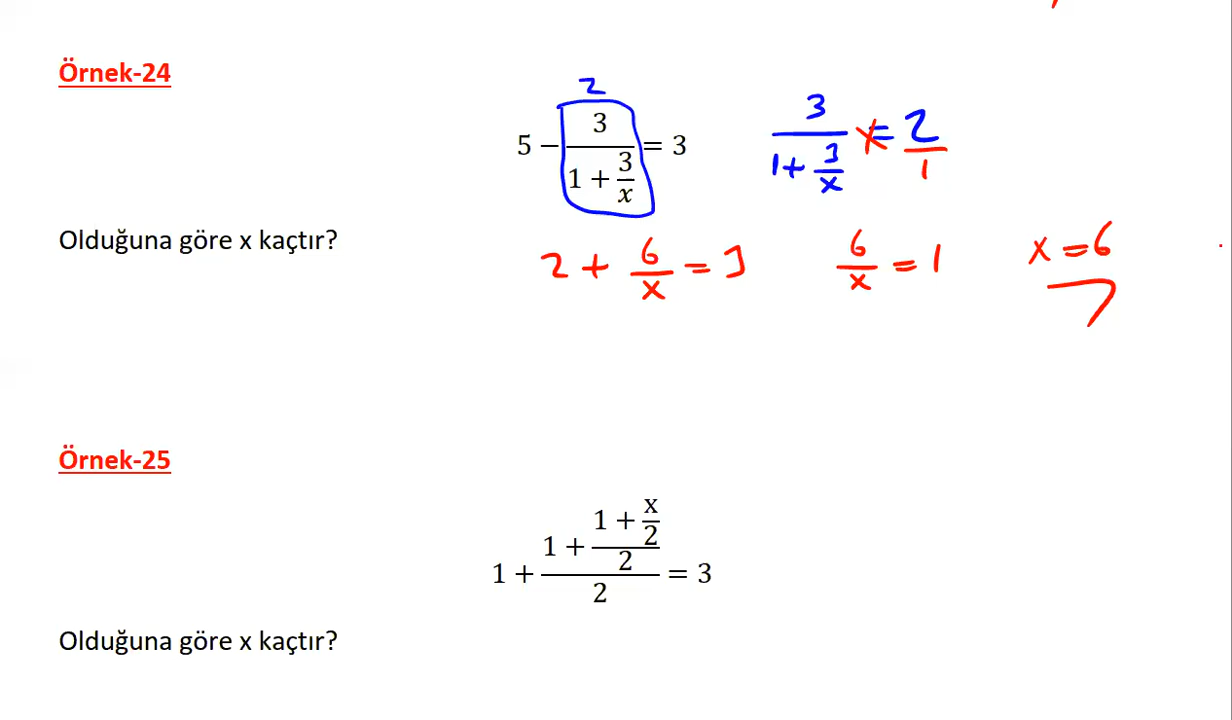 Örnek-24
2
5 − 3/(1 + 3/x) = 3
3/(1 + 3/x) = 2/1
Olduğuna göre x kaçtır?
2 + 6/x = 3
6/x = 1
x = 6
Örnek-25
1 + (1 + (1 + x/2)/2)/2 = 3
Olduğuna göre x kaçtır?